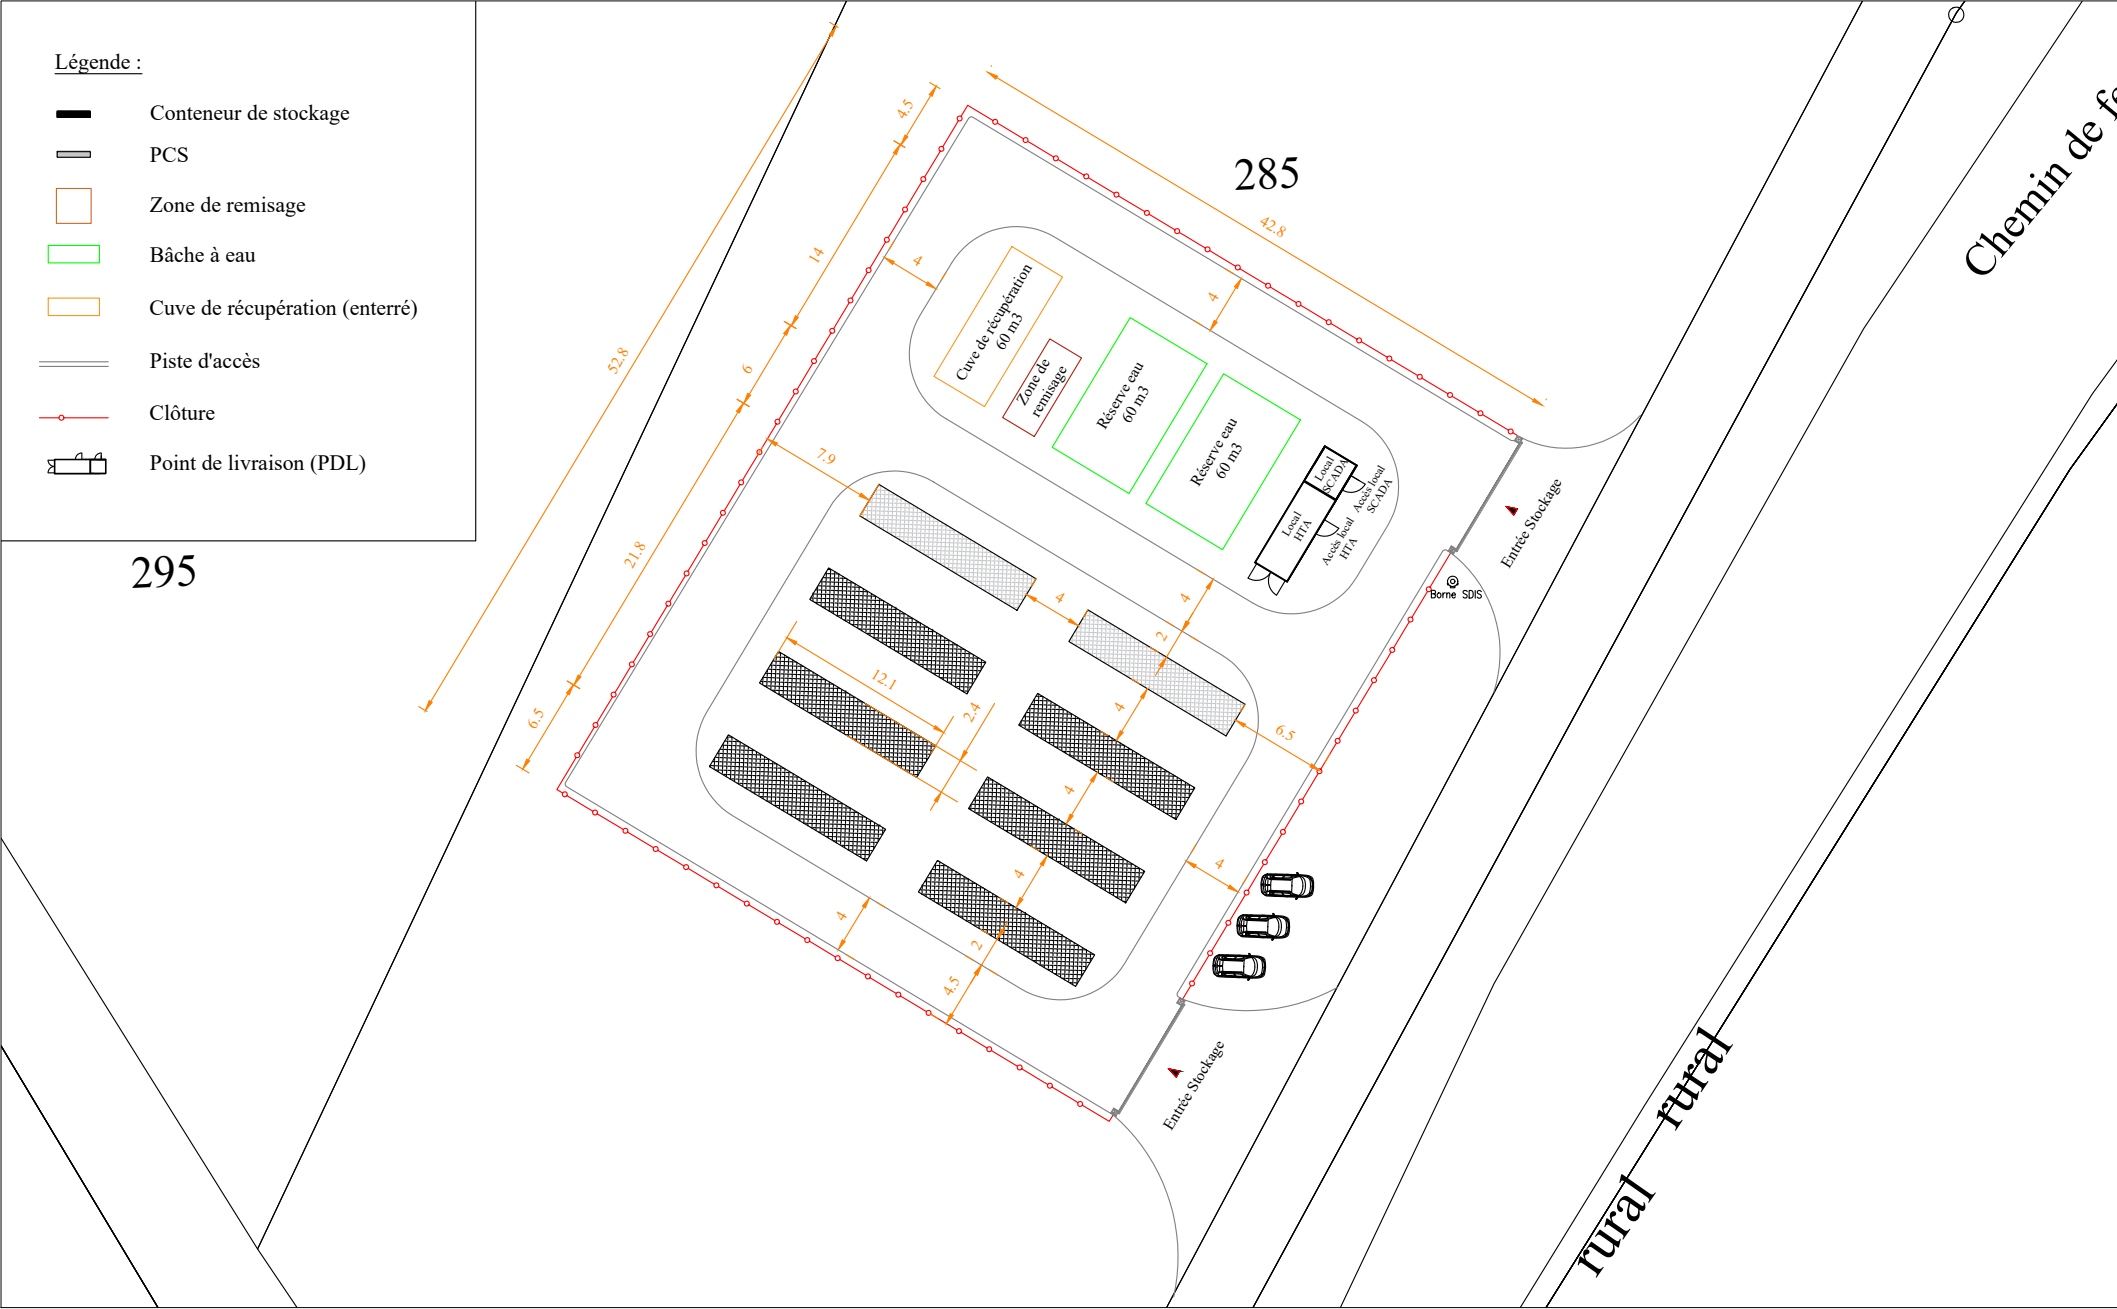 Légende :
Conteneur de stockage
PCS
Zone de remisage
Bâche à eau
Cuve de récupération (enterré)
Piste d'accès
Clôture
Point de livraison (PDL)
295
285
Chemin de fe
52.8
4.5
14
6
21.8
6.5
42.8
4
4
Cuve de récupération
60 m3
Zone de
remisage
Réserve eau
60 m3
Réserve eau
60 m3
Local
SCADA
Local
HTA
Accès local
SCADA
Accès local
HTA
Entrée Stockage
Borne SDIS
7.9
4
4
2
12.1
2.4
4
6.5
4
4
4
4
2
4.5
Entrée Stockage
rural
rural